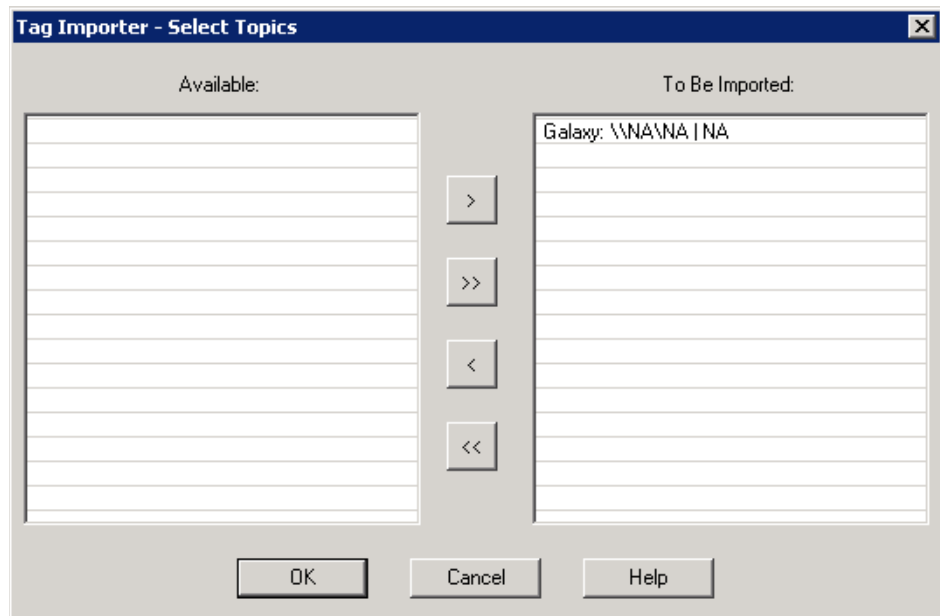 Tag Importer - Select Topics
Available:
To Be Imported:
Galaxy: \\NA\NA | NA
>
>>
<
<<
OK
Cancel
Help